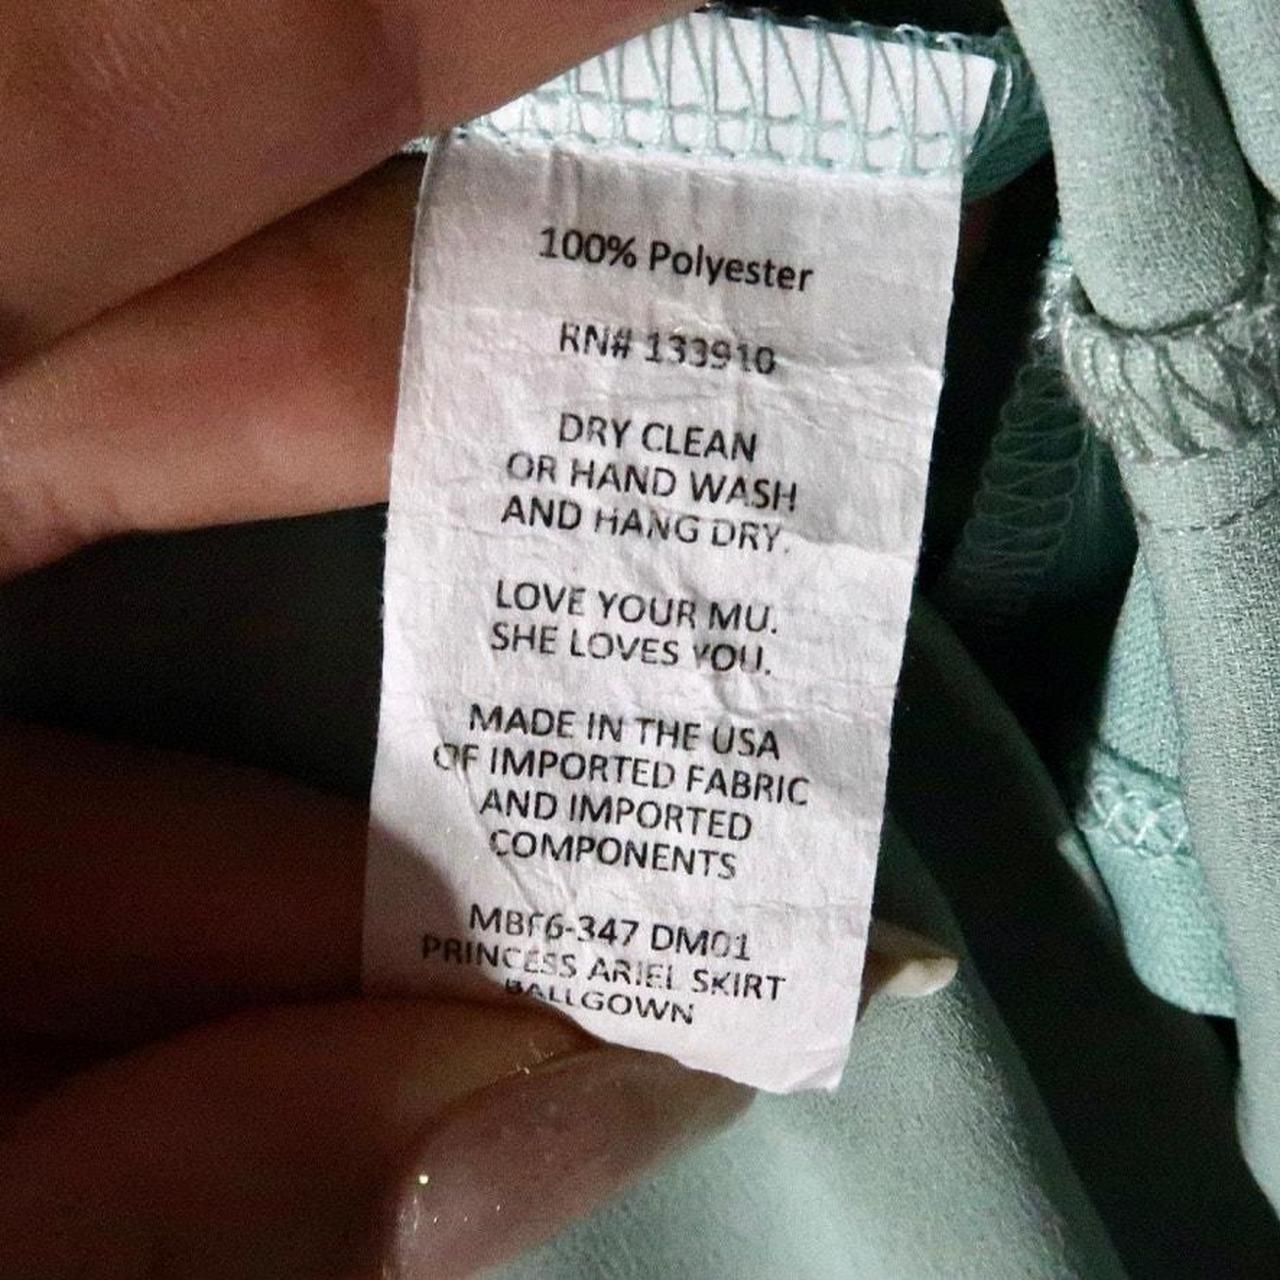 100% Polyester
RN# 133910
DRY CLEAN
OR HAND WASH
AND HANG DRY.
LOVE YOUR MU.
SHE LOVES YOU.
MADE IN THE USA
OF IMPORTED FABRIC
AND IMPORTED
COMPONENTS
MBF6-347 DM01
PRINCESS ARIEL SKIRT
BALLGOWN